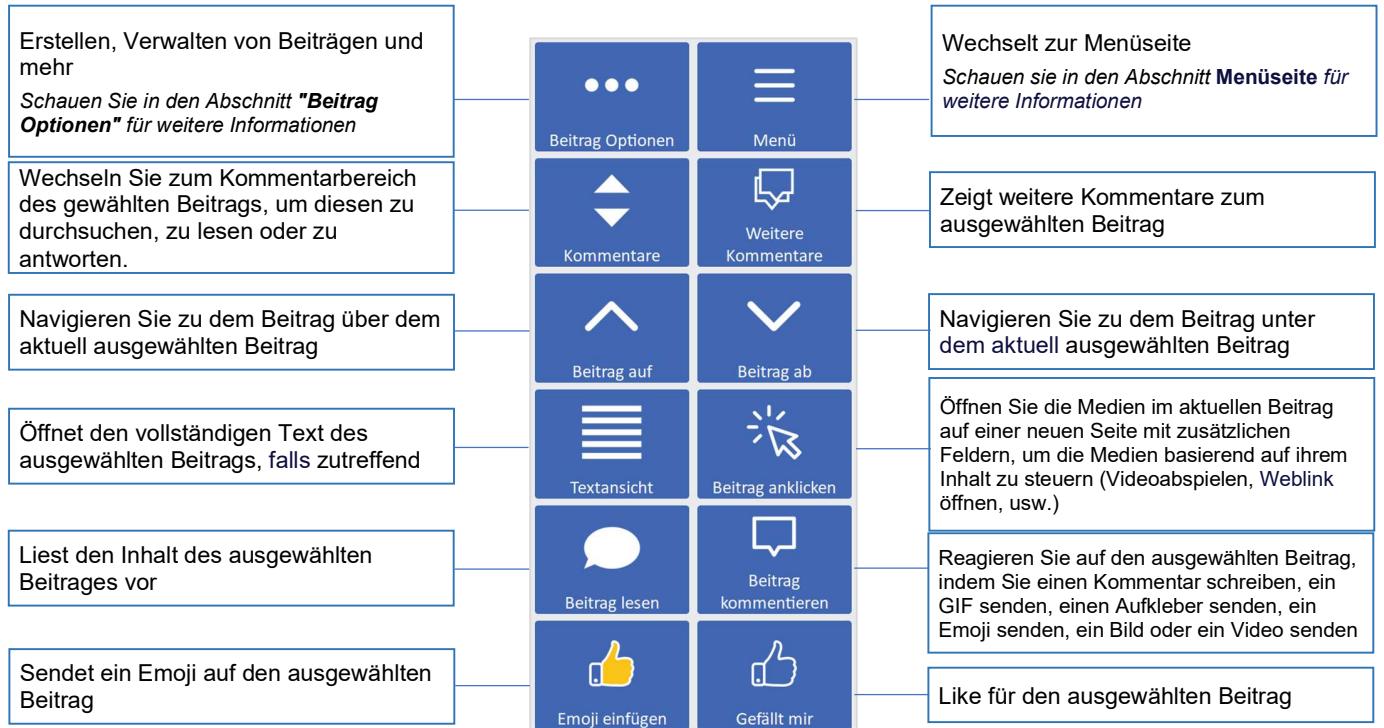 Erstellen, Verwalten von Beiträgen und
mehr
Schauen Sie in den Abschnitt "Beitrag
Optionen" für weitere Informationen
Beitrag Optionen
Menü
Wechselt zur Menüseite
Schauen sie in den Abschnitt Menüseite für
weitere Informationen
Wechseln Sie zum Kommentarbereich
des gewählten Beitrags, um diesen zu
durchsuchen, zu lesen oder zu
antworten.
Kommentare
Weitere
Kommentare
Zeigt weitere Kommentare zum
ausgewählten Beitrag
Navigieren Sie zu dem Beitrag über dem
aktuell ausgewählten Beitrag
Beitrag auf
Beitrag ab
Navigieren Sie zu dem Beitrag unter
dem aktuell ausgewählten Beitrag
Öffnet den vollständigen Text des
ausgewählten Beitrags, falls zutreffend
Textansicht
Beitrag anklicken
Öffnen Sie die Medien im aktuellen Beitrag
auf einer neuen Seite mit zusätzlichen
Feldern, um die Medien basierend auf ihrem
Inhalt zu steuern (Videoabspielen, Weblink
öffnen, usw.)
Liest den Inhalt des ausgewählten
Beitrages vor
Beitrag lesen
Beitrag
kommentieren
Reagieren Sie auf den ausgewählten Beitrag,
indem Sie einen Kommentar schreiben, ein
GIF senden, einen Aufkleber senden, ein
Emoji senden, ein Bild oder ein Video senden
Sendet ein Emoji auf den ausgewählten
Beitrag
Emoji einfügen
Gefällt mir
Like für den ausgewählten Beitrag